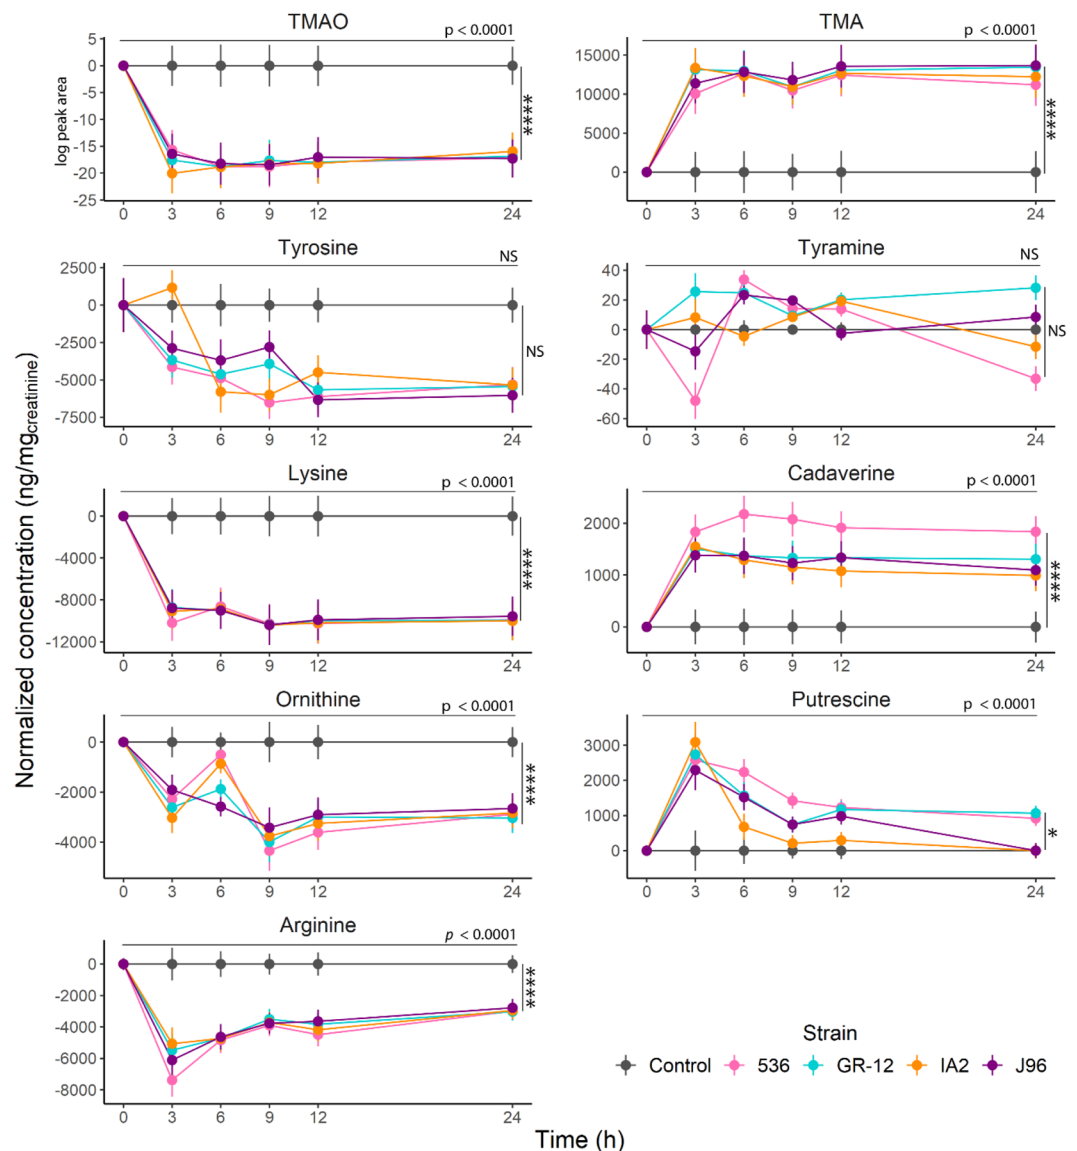 TMAO
p < 0.0001
5
0
-5
-10
-15
-20
-25
log peak area
****
0 3 6 9 12 24
TMA
p < 0.0001
15000
10000
5000
0
****
0 3 6 9 12 24
Tyrosine
NS
2500
0
-2500
-5000
-7500
NS
0 3 6 9 12 24
Tyramine
NS
40
20
0
-20
-40
-60
NS
0 3 6 9 12 24
Normalized concentration (ng/mgcreatinine)
Lysine
p < 0.0001
0
-4000
-8000
-12000
****
0 3 6 9 12 24
Cadaverine
p < 0.0001
2000
1000
0
****
0 3 6 9 12 24
Ornithine
p < 0.0001
0
-2000
-4000
****
0 3 6 9 12 24
Putrescine
p < 0.0001
3000
2000
1000
0
*
0 3 6 9 12 24
Arginine
p < 0.0001
0
-2000
-4000
-6000
-8000
****
0 3 6 9 12 24
Strain
Control 536 GR-12 IA2 J96
Time (h)